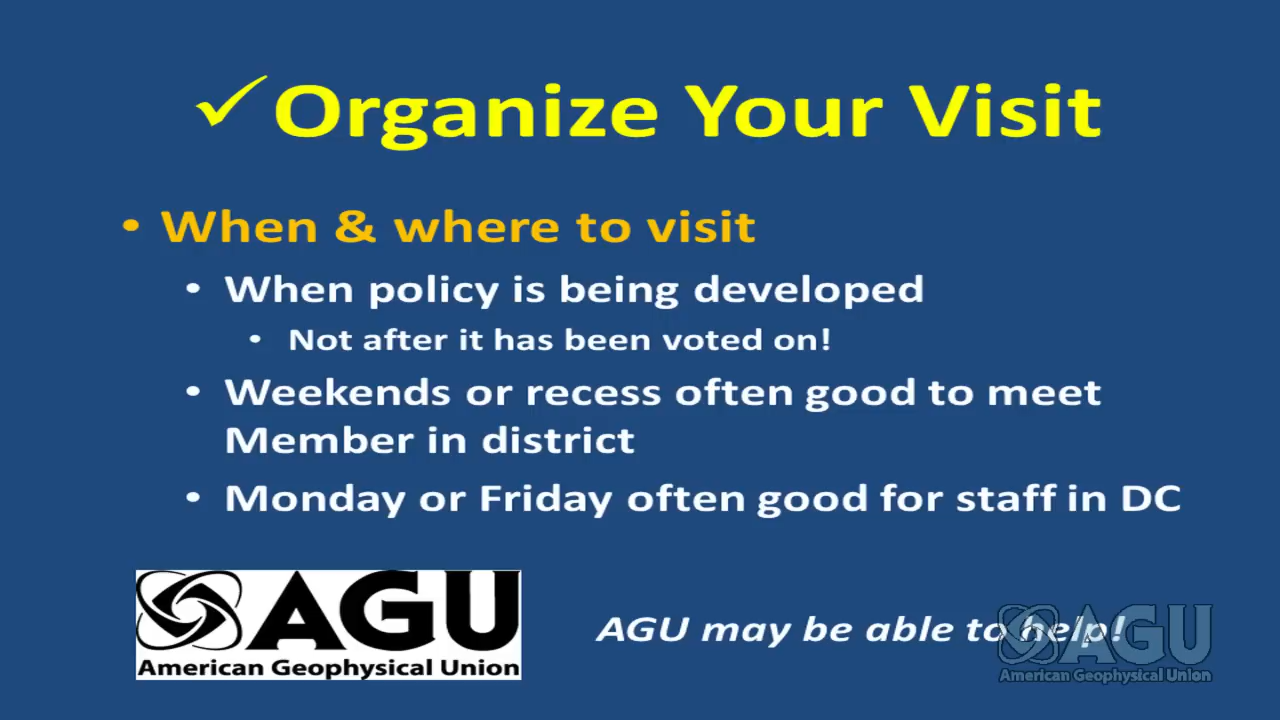 ✓Organize Your Visit
• When & where to visit
• When policy is being developed
• Not after it has been voted on!
• Weekends or recess often good to meet
Member in district
• Monday or Friday often good for staff in DC
AGU
American Geophysical Union
AGU may be able to help!
AGU
American Geophysical Union